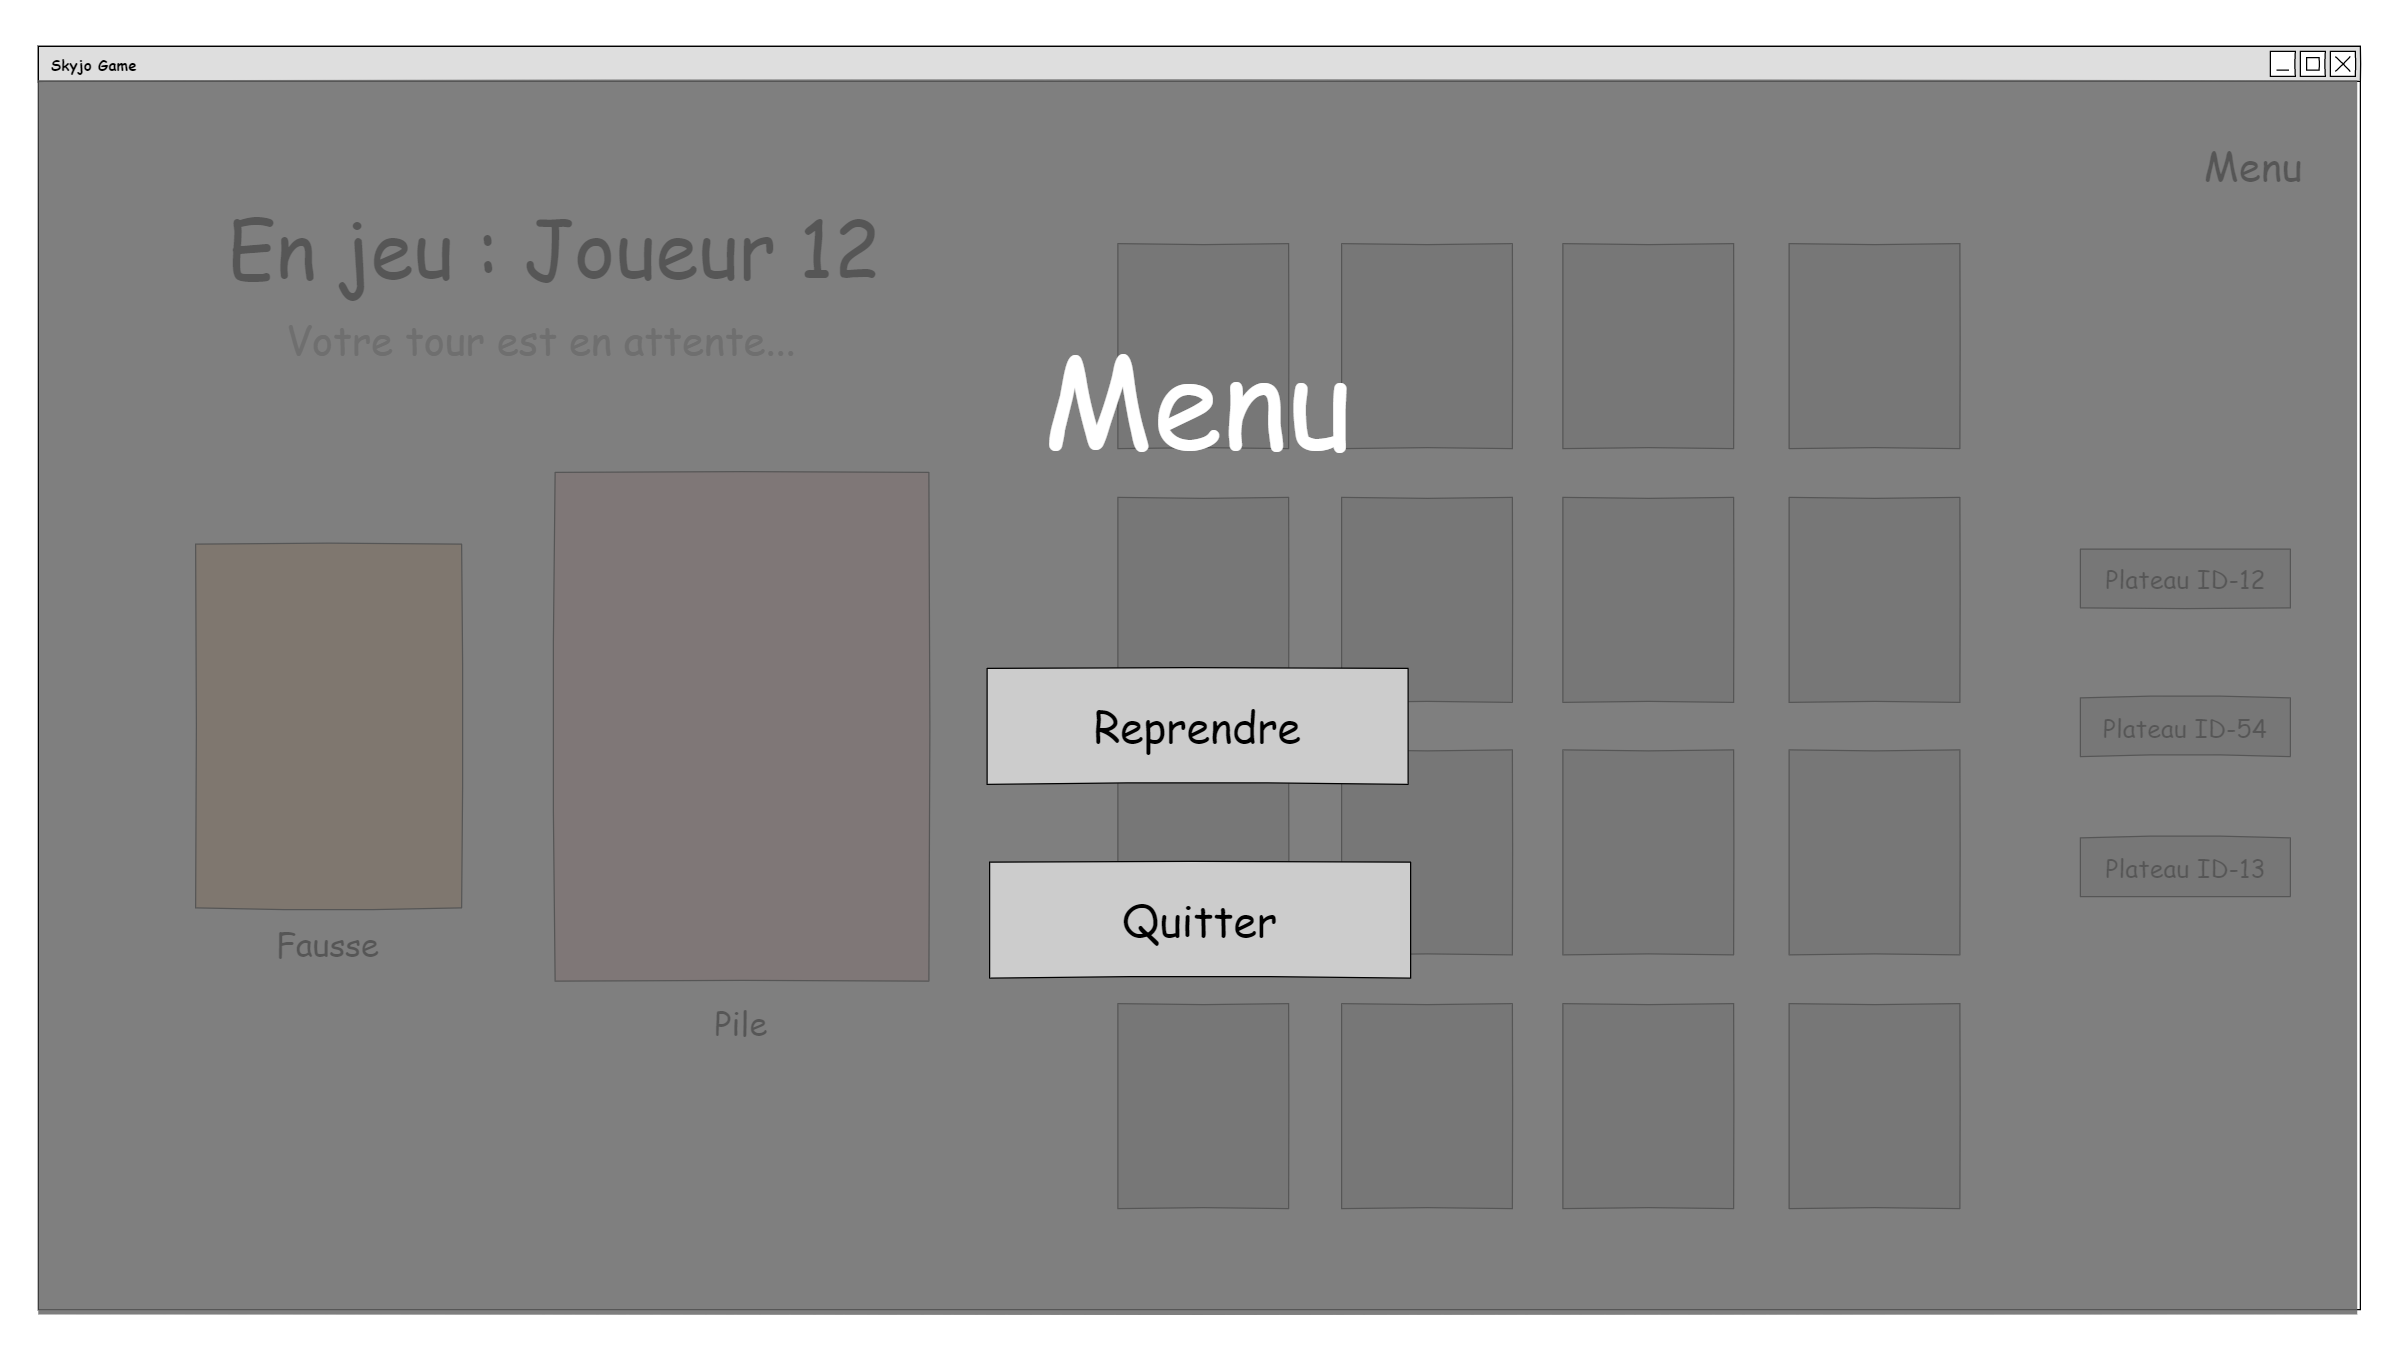 Skyjo Game
Menu
En jeu : Joueur 12
Votre tour est en attente...
Menu
Plateau ID-12
Reprendre
Plateau ID-54
Plateau ID-13
Quitter
Fausse
Pile